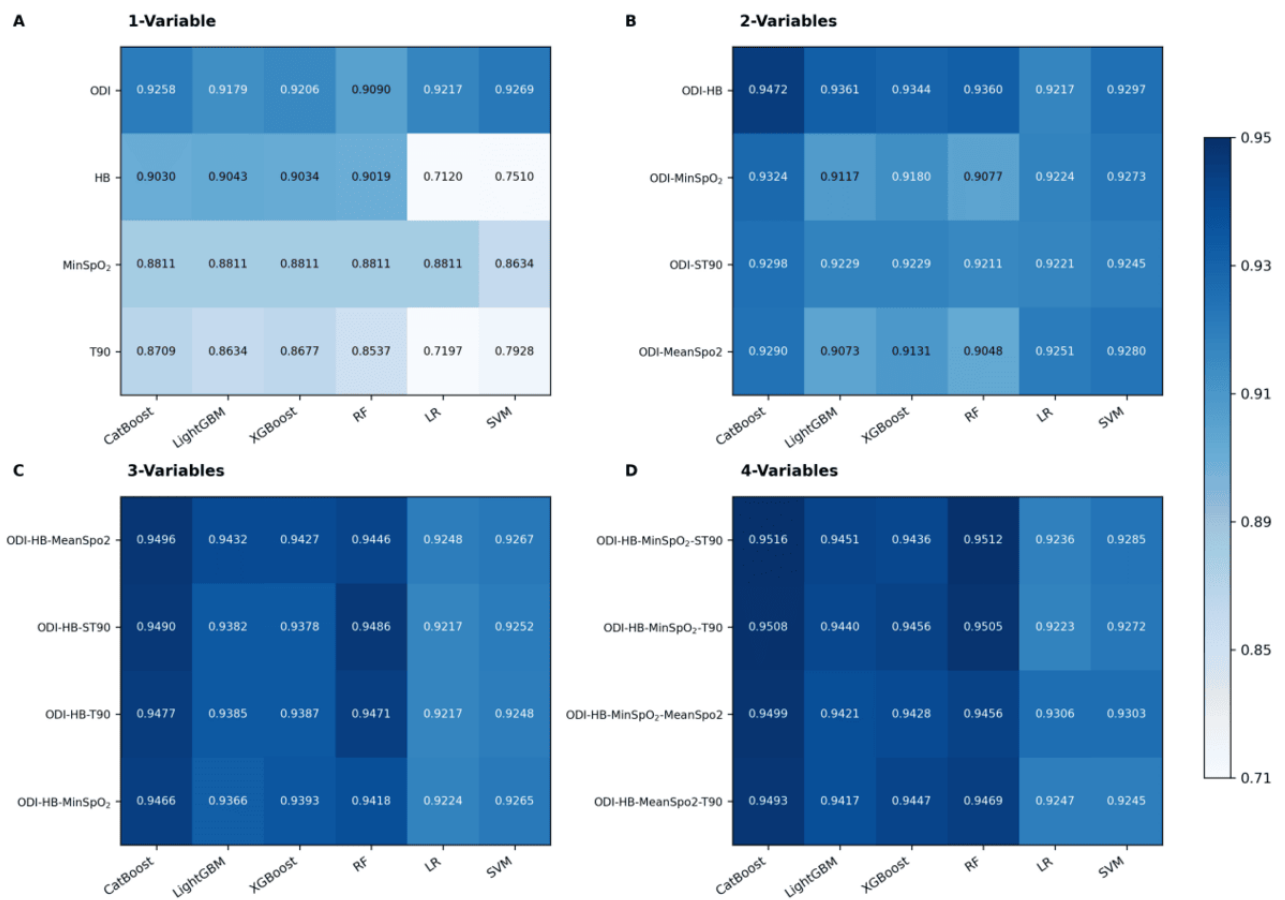 A 1-Variable
ODI 0.9258 0.9179 0.9206 0.9090 0.9217 0.9269
HB 0.9030 0.9043 0.9034 0.9019 0.7120 0.7510
MinSpO₂ 0.8811 0.8811 0.8811 0.8811 0.8811 0.8634
T90 0.8709 0.8634 0.8677 0.8537 0.7197 0.7928
CatBoost LightGBM XGBoost RF LR SVM
B 2-Variables
ODI-HB 0.9472 0.9361 0.9344 0.9360 0.9217 0.9297
ODI-MinSpO₂ 0.9324 0.9117 0.9180 0.9077 0.9224 0.9273
ODI-ST90 0.9298 0.9229 0.9229 0.9211 0.9221 0.9245
ODI-MeanSpo2 0.9290 0.9073 0.9131 0.9048 0.9251 0.9280
CatBoost LightGBM XGBoost RF LR SVM
C 3-Variables
ODI-HB-MeanSpo2 0.9496 0.9432 0.9427 0.9446 0.9248 0.9267
ODI-HB-ST90 0.9490 0.9382 0.9378 0.9486 0.9217 0.9252
ODI-HB-T90 0.9477 0.9385 0.9387 0.9471 0.9217 0.9248
ODI-HB-MinSpO₂ 0.9466 0.9366 0.9393 0.9418 0.9224 0.9265
CatBoost LightGBM XGBoost RF LR SVM
D 4-Variables
ODI-HB-MinSpO₂-ST90 0.9516 0.9451 0.9436 0.9512 0.9236 0.9285
ODI-HB-MinSpO₂-T90 0.9508 0.9440 0.9456 0.9505 0.9223 0.9272
ODI-HB-MinSpO₂-MeanSpo2 0.9499 0.9421 0.9428 0.9456 0.9306 0.9303
ODI-HB-MeanSpo2-T90 0.9493 0.9417 0.9447 0.9469 0.9247 0.9245
CatBoost LightGBM XGBoost RF LR SVM
0.95
0.93
0.91
0.89
0.85
0.71